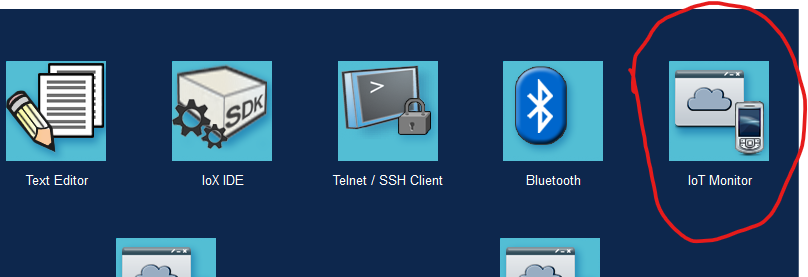 SDK
>
Text Editor
IoX IDE
Telnet / SSH Client
Bluetooth
IoT Monitor